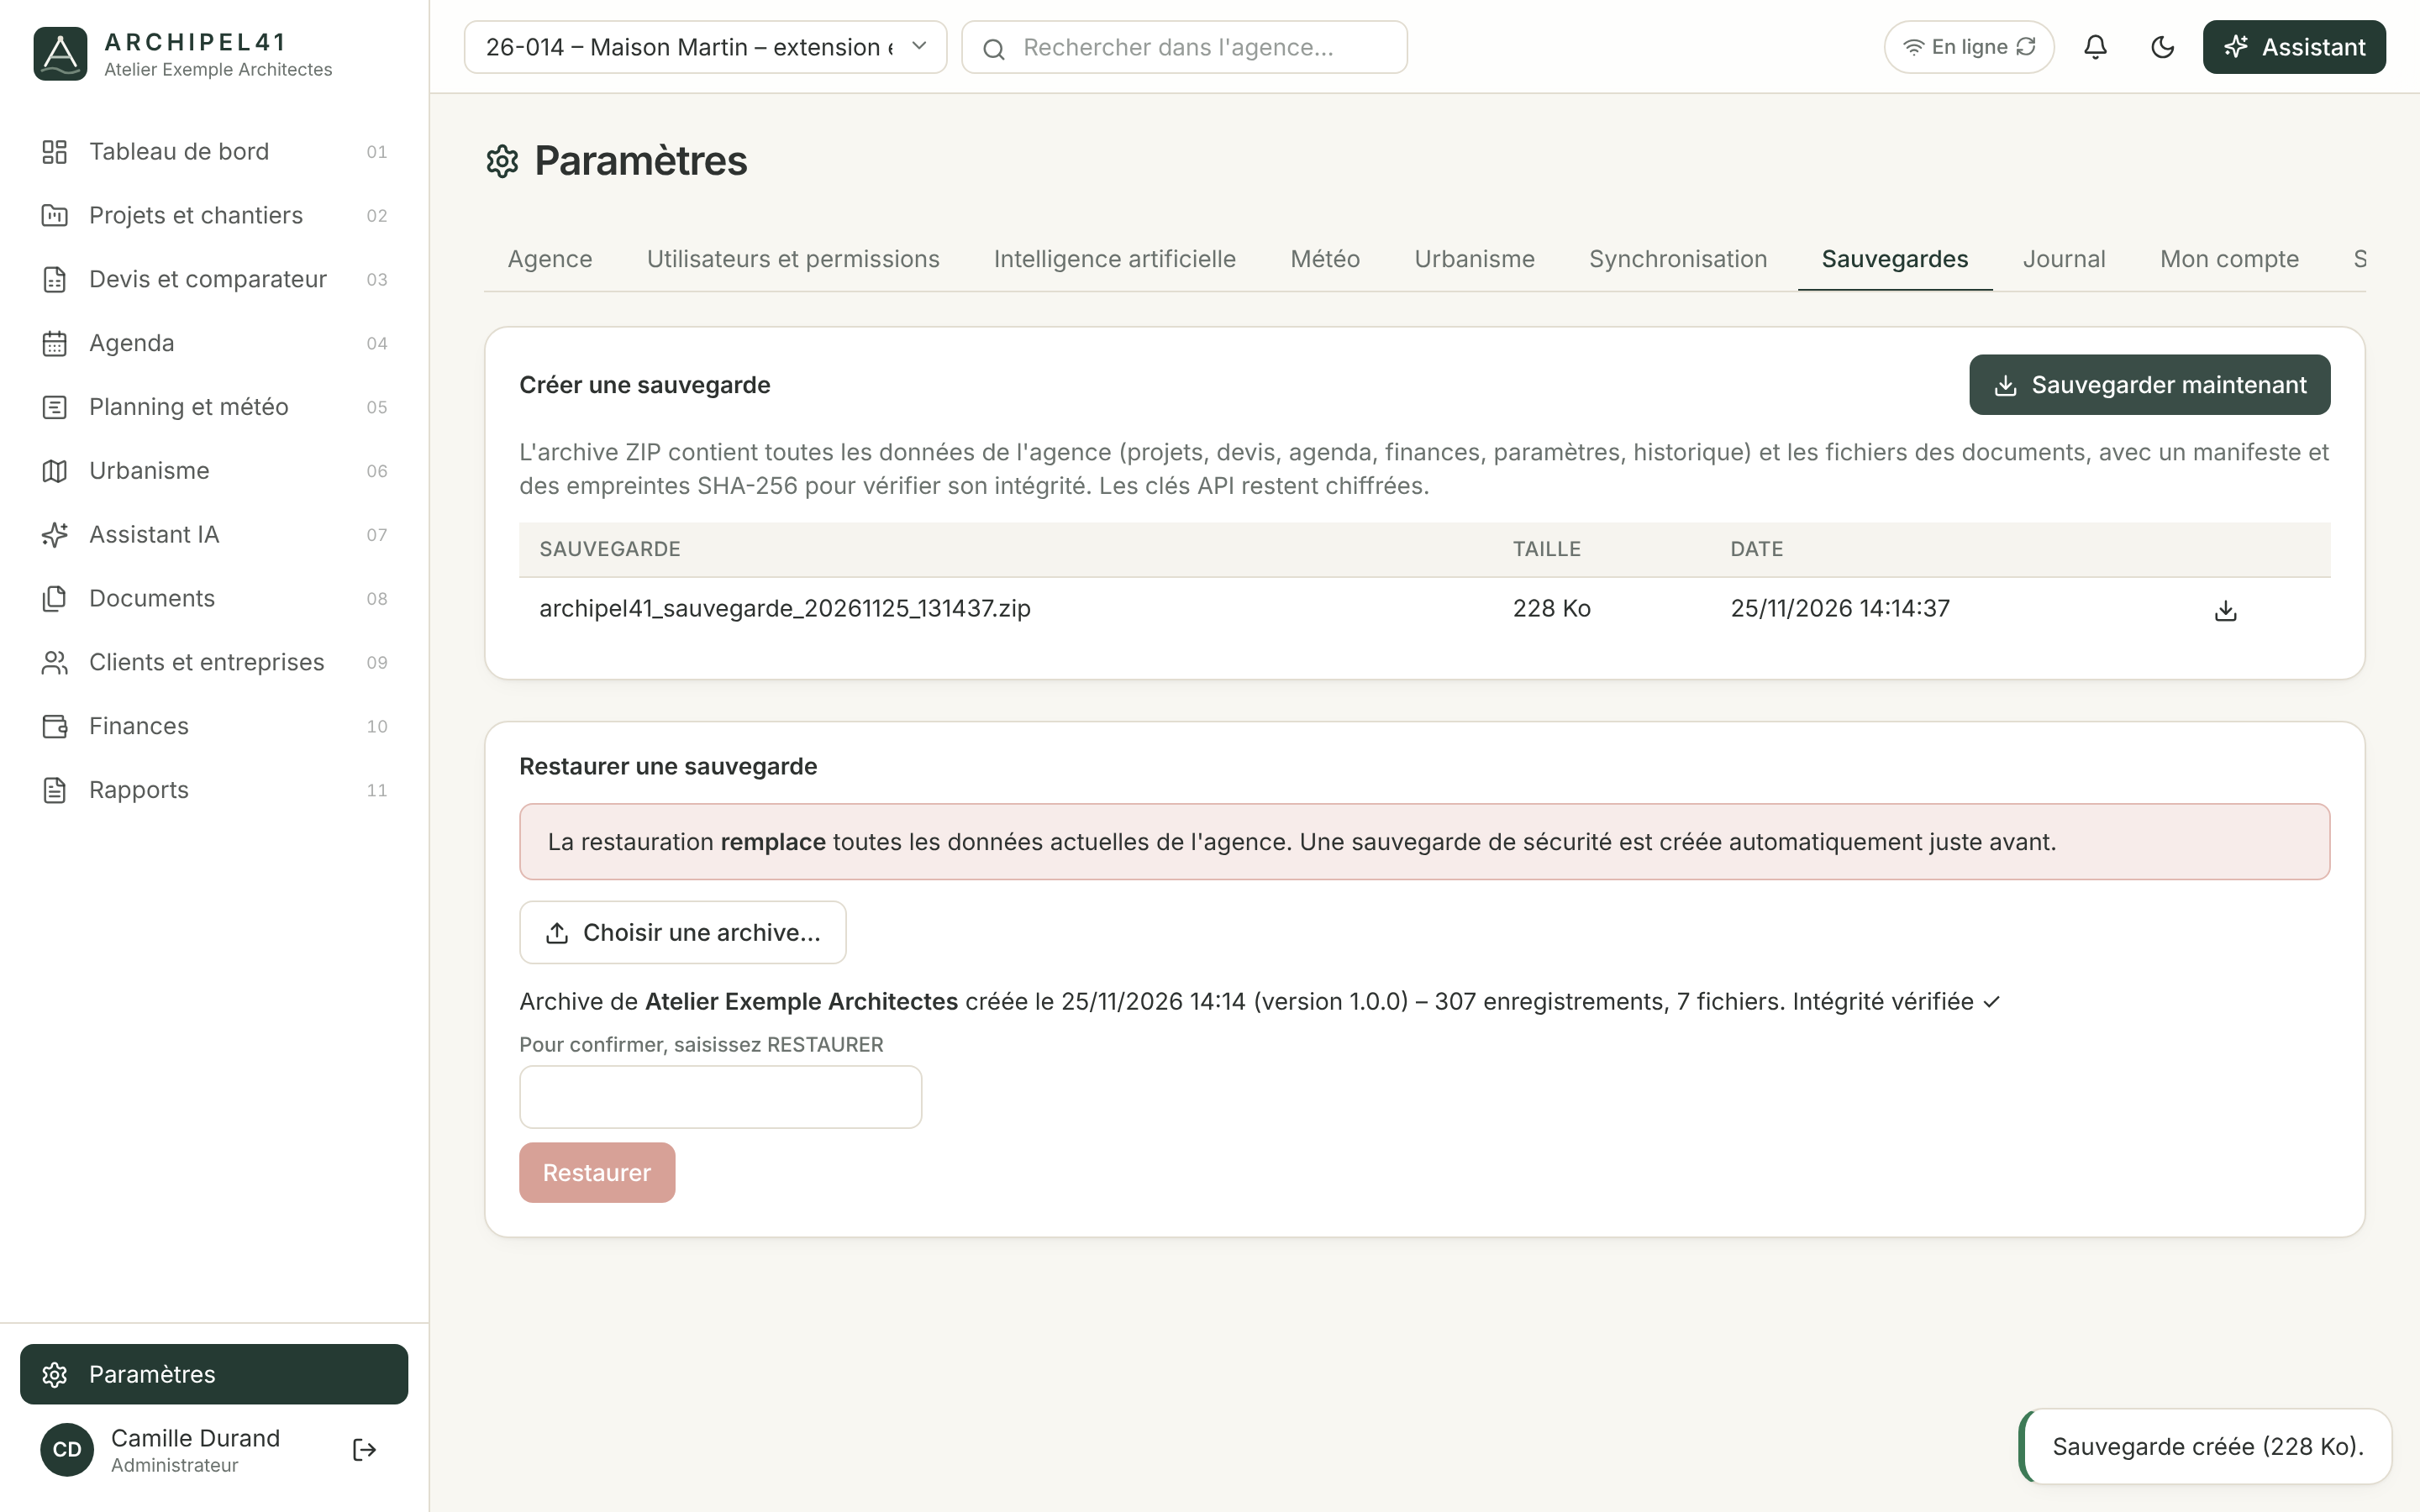 ARCHIPEL41
Atelier Exemple Architectes
26-014 – Maison Martin – extension e
Rechercher dans l'agence...
En ligne
Assistant
Tableau de bord 01
Projets et chantiers 02
Devis et comparateur 03
Agenda 04
Planning et météo 05
Urbanisme 06
Assistant IA 07
Documents 08
Clients et entreprises 09
Finances 10
Rapports 11
Paramètres
CD
Camille Durand
Administrateur
Paramètres
Agence Utilisateurs et permissions Intelligence artificielle Météo Urbanisme Synchronisation Sauvegardes Journal Mon compte S
Créer une sauvegarde
Sauvegarder maintenant
L'archive ZIP contient toutes les données de l'agence (projets, devis, agenda, finances, paramètres, historique) et les fichiers des documents, avec un manifeste et
des empreintes SHA-256 pour vérifier son intégrité. Les clés API restent chiffrées.
SAUVEGARDE TAILLE DATE
archipel41_sauvegarde_20261125_131437.zip 228 Ko 25/11/2026 14:14:37
Restaurer une sauvegarde
La restauration remplace toutes les données actuelles de l'agence. Une sauvegarde de sécurité est créée automatiquement juste avant.
Choisir une archive...
Archive de Atelier Exemple Architectes créée le 25/11/2026 14:14 (version 1.0.0) – 307 enregistrements, 7 fichiers. Intégrité vérifiée ✓
Pour confirmer, saisissez RESTAURER
Restaurer
Sauvegarde créée (228 Ko).